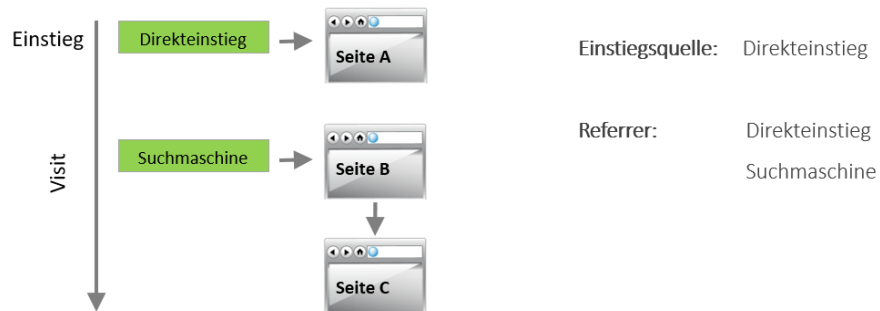 Einstieg
Direkteinstieg
Seite A
Einstiegsquelle: Direkteinstieg
Visit
Suchmaschine
Seite B
Referrer: Direkteinstieg
Suchmaschine
Seite C